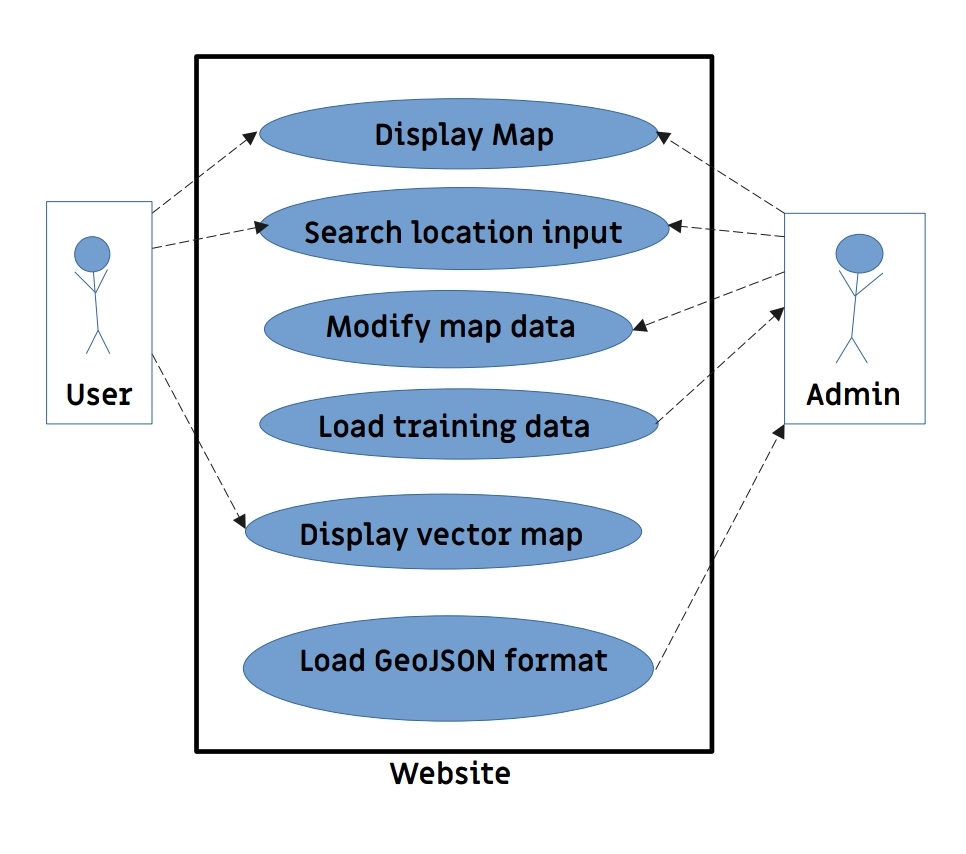 Display Map
Search location input
Modify map data
User
Admin
Load training data
Display vector map
Load GeoJSON format
Website